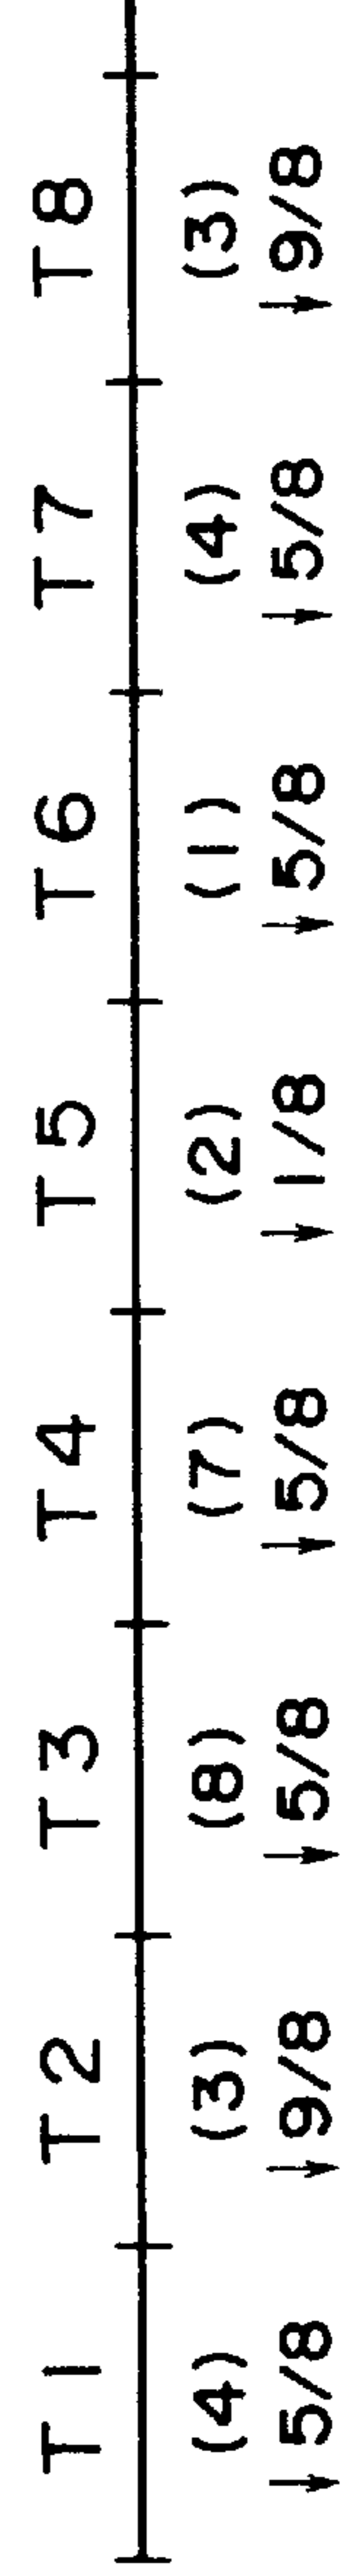 T1 T2 T3 T4 T5 T6 T7 T8
(4) (3) (8) (7) (2) (1) (4) (3)
↓5/8 ↓9/8 ↓5/8 ↓5/8 ↓1/8 ↓5/8 ↓5/8 ↓9/8